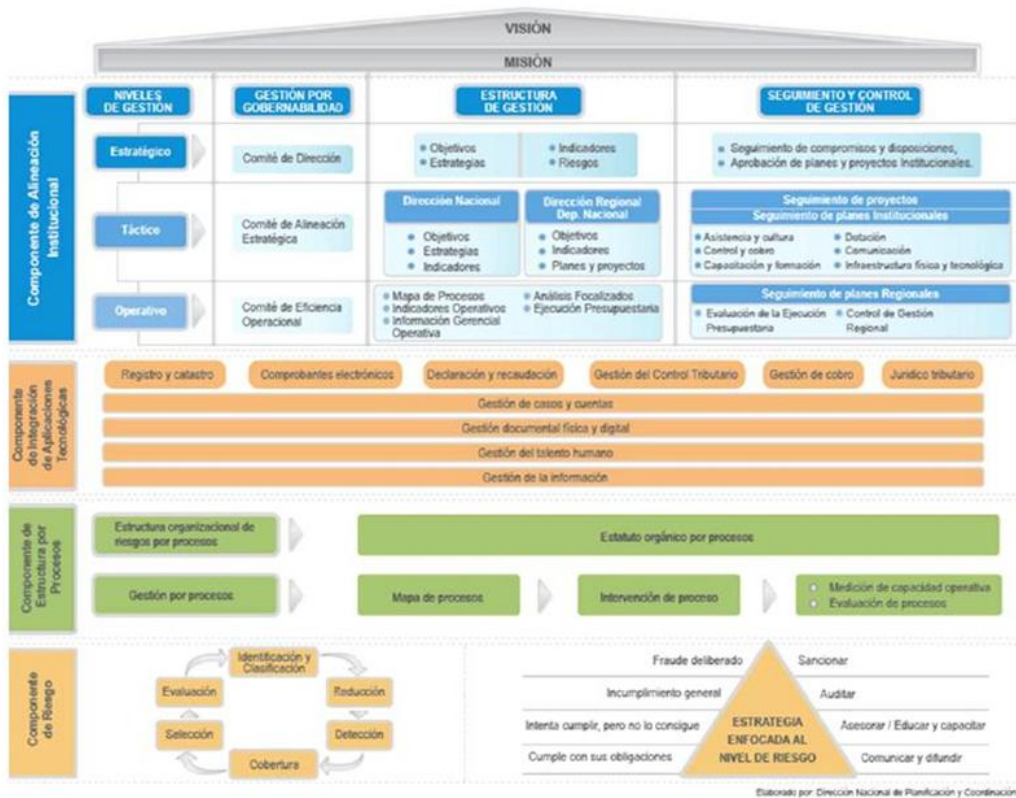 VISIÓN
MISIÓN
Componente de Alineación
Institucional
NIVELES
DE GESTIÓN
GESTIÓN POR
GOBERNABILIDAD
ESTRUCTURA
DE GESTIÓN
SEGUIMIENTO Y CONTROL
DE GESTIÓN
Estratégico
Comité de Dirección
Objetivos
Estrategias
Indicadores
Riesgos
Seguimiento de compromisos y disposiciones,
Aprobación de planes y proyectos Institucionales.
Táctico
Comité de Alineación
Estratégica
Dirección Nacional
Objetivos
Estrategias
Indicadores
Dirección Regional
Dep. Nacional
Objetivos
Indicadores
Planes y proyectos
Seguimiento de proyectos
Seguimiento de planes Institucionales
Asistencia y cultura
Control y cobro
Capacitación y formación
Dotación
Comunicación
Infraestructura física y tecnológica
Operativo
Comité de Eficiencia
Operacional
Mapa de Procesos
Indicadores Operativos
Información Gerencial
Operativa
Análisis Focalizados
Ejecución Presupuestaria
Seguimiento de planes Regionales
Evaluación de la Ejecución
Presupuestaria
Control de Gestión
Regional
Componente
de Integración
de Aplicaciones
Tecnológicas
Registro y catastro
Comprobantes electrónicos
Declaración y recaudación
Gestión del Control Tributario
Gestión de cobro
Jurídico tributario
Gestión de casos y cuentas
Gestión documental física y digital
Gestión del talento humano
Gestión de la información
Componente de
Estructura por
Procesos
Estructura organizacional de
riesgos por procesos
Estatuto orgánico por procesos
Gestión por procesos
Mapa de procesos
Intervención de proceso
Medición de capacidad operativa
Evaluación de procesos
Componente
de Riesgo
Identificación y
Clasificación
Reducción
Detección
Cobertura
Selección
Evaluación
Fraude deliberado
Sancionar
Incumplimiento general
Auditar
Intenta cumplir, pero no lo consigue
Asesorar / Educar y capacitar
Cumple con sus obligaciones
Comunicar y difundir
ESTRATEGIA
ENFOCADA AL
NIVEL DE RIESGO
Elaborado por: Dirección Nacional de Planificación y Coordinación